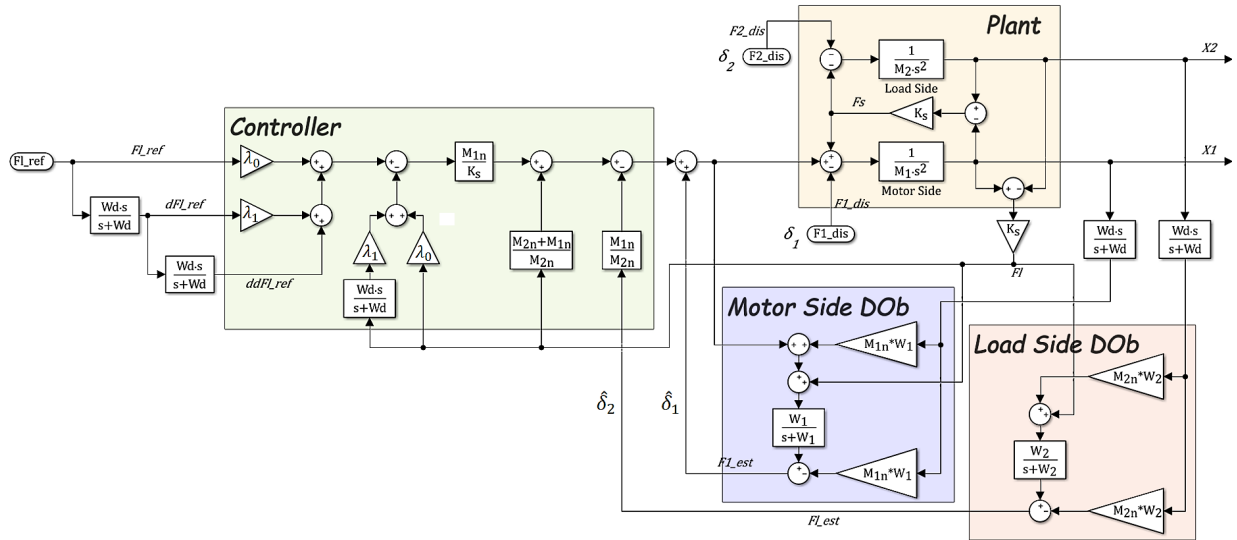 Plant
F2_dis
δ2
F2_dis
- -
1
M2·s²
Load Side
X2
Fs
Ks
+ -
Controller
Fl_ref
Fl_ref
λ0
+ +
+ -
M1n
Ks
+ +
+ -
+ +
+ -
+
-
1
M1·s²
Motor Side
X1
+ -
F1_dis
δ1
F1_dis
Ks
Fl
Wd·s
s+Wd
Wd·s
s+Wd
Wd·s
s+Wd
dFl_ref
λ1
+ +
Wd·s
s+Wd
ddFl_ref
+ +
λ1
λ0
Wd·s
s+Wd
M2n+M1n
M2n
M1n
M2n
Motor Side DOb
+ +
M1n*W1
+ +
W1
s+W1
F1_est
+ -
M1n*W1
Load Side DOb
M2n*W2
+ +
W2
s+W2
+ -
M2n*W2
δ̂2
δ̂1
Fl_est